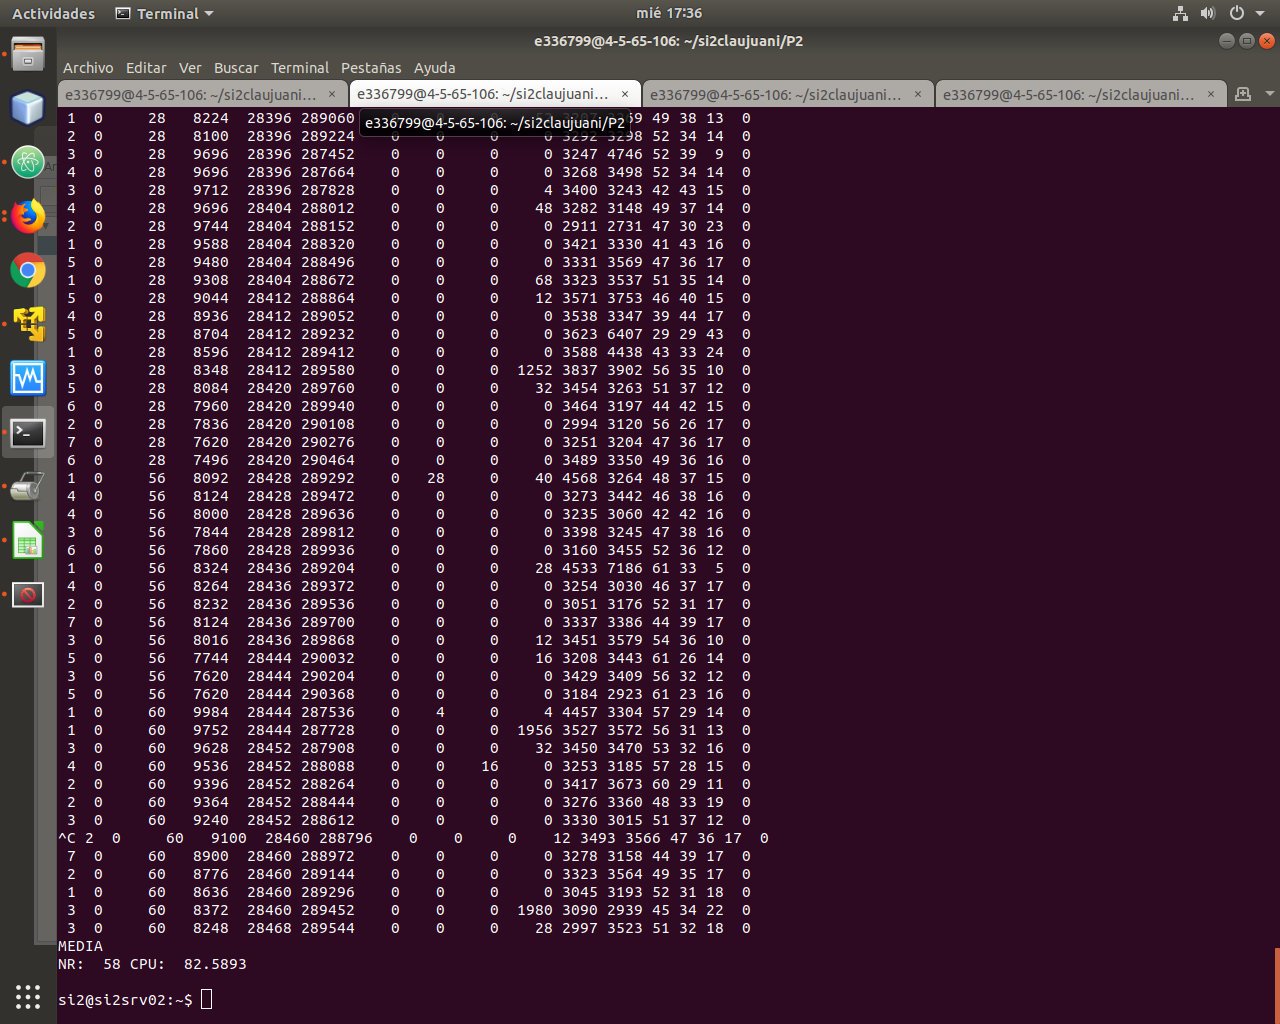 Actividades Terminal mié 17:36
e336799@4-5-65-106: ~/si2claujuani/P2
Archivo Editar Ver Buscar Terminal Pestañas Ayuda
e336799@4-5-65-106: ~/si2claujuani… × e336799@4-5-65-106: ~/si2claujuani… × e336799@4-5-65-106: ~/si2claujuani… × e336799@4-5-65-106: ~/si2claujuani… ×
e336799@4-5-65-106: ~/si2claujuani/P2
1 0 28 8224 28396 289060 49 38 13 0
2 0 28 8100 28396 289224 0 0 0 0 3292 3298 52 34 14 0
3 0 28 9696 28396 287452 0 0 0 0 3247 4746 52 39 9 0
4 0 28 9696 28396 287664 0 0 0 0 3268 3498 52 34 14 0
3 0 28 9712 28396 287828 0 0 0 4 3400 3243 42 43 15 0
4 0 28 9696 28404 288012 0 0 0 48 3282 3148 49 37 14 0
2 0 28 9744 28404 288152 0 0 0 0 2911 2731 47 30 23 0
1 0 28 9588 28404 288320 0 0 0 0 3421 3330 41 43 16 0
5 0 28 9480 28404 288496 0 0 0 0 3331 3569 47 36 17 0
1 0 28 9308 28404 288672 0 0 0 68 3323 3537 51 35 14 0
5 0 28 9044 28412 288864 0 0 0 12 3571 3753 46 40 15 0
4 0 28 8936 28412 289052 0 0 0 0 3538 3347 39 44 17 0
5 0 28 8704 28412 289232 0 0 0 0 3623 6407 29 29 43 0
1 0 28 8596 28412 289412 0 0 0 0 3588 4438 43 33 24 0
3 0 28 8348 28412 289580 0 0 0 1252 3837 3902 56 35 10 0
5 0 28 8084 28420 289760 0 0 0 32 3454 3263 51 37 12 0
6 0 28 7960 28420 289940 0 0 0 0 3464 3197 44 42 15 0
2 0 28 7836 28420 290108 0 0 0 0 2994 3120 56 26 17 0
7 0 28 7620 28420 290276 0 0 0 0 3251 3204 47 36 17 0
6 0 28 7496 28420 290464 0 0 0 0 3489 3350 49 36 16 0
1 0 56 8092 28428 289292 0 28 0 40 4568 3264 48 37 15 0
4 0 56 8124 28428 289472 0 0 0 0 3273 3442 46 38 16 0
4 0 56 8000 28428 289636 0 0 0 0 3235 3060 42 42 16 0
3 0 56 7844 28428 289812 0 0 0 0 3398 3245 47 38 16 0
6 0 56 7860 28428 289936 0 0 0 0 3160 3455 52 36 12 0
1 0 56 8324 28436 289204 0 0 0 28 4533 7186 61 33 5 0
4 0 56 8264 28436 289372 0 0 0 0 3254 3030 46 37 17 0
2 0 56 8232 28436 289536 0 0 0 0 3051 3176 52 31 17 0
7 0 56 8124 28436 289700 0 0 0 0 3337 3386 44 39 17 0
3 0 56 8016 28436 289868 0 0 0 12 3451 3579 54 36 10 0
5 0 56 7744 28444 290032 0 0 0 16 3208 3443 61 26 14 0
3 0 56 7620 28444 290204 0 0 0 0 3429 3409 56 32 12 0
5 0 56 7620 28444 290368 0 0 0 0 3184 2923 61 23 16 0
1 0 60 9984 28444 287536 0 4 0 4 4457 3304 57 29 14 0
1 0 60 9752 28444 287728 0 0 0 1956 3527 3572 56 31 13 0
3 0 60 9628 28452 287908 0 0 0 32 3450 3470 53 32 16 0
4 0 60 9536 28452 288088 0 0 16 0 3253 3185 57 28 15 0
2 0 60 9396 28452 288264 0 0 0 0 3417 3673 60 29 11 0
2 0 60 9364 28452 288444 0 0 0 0 3276 3360 48 33 19 0
3 0 60 9240 28452 288612 0 0 0 0 3330 3015 51 37 12 0
^C 2 0 60 9100 28460 288796 0 0 0 12 3493 3566 47 36 17 0
7 0 60 8900 28460 288972 0 0 0 0 3278 3158 44 39 17 0
2 0 60 8776 28460 289144 0 0 0 0 3323 3564 49 35 17 0
1 0 60 8636 28460 289296 0 0 0 0 3045 3193 52 31 18 0
3 0 60 8372 28460 289452 0 0 0 1980 3090 2939 45 34 22 0
3 0 60 8248 28468 289544 0 0 0 28 2997 3523 51 32 18 0
MEDIA
NR: 58 CPU: 82.5893
si2@si2srv02:~$